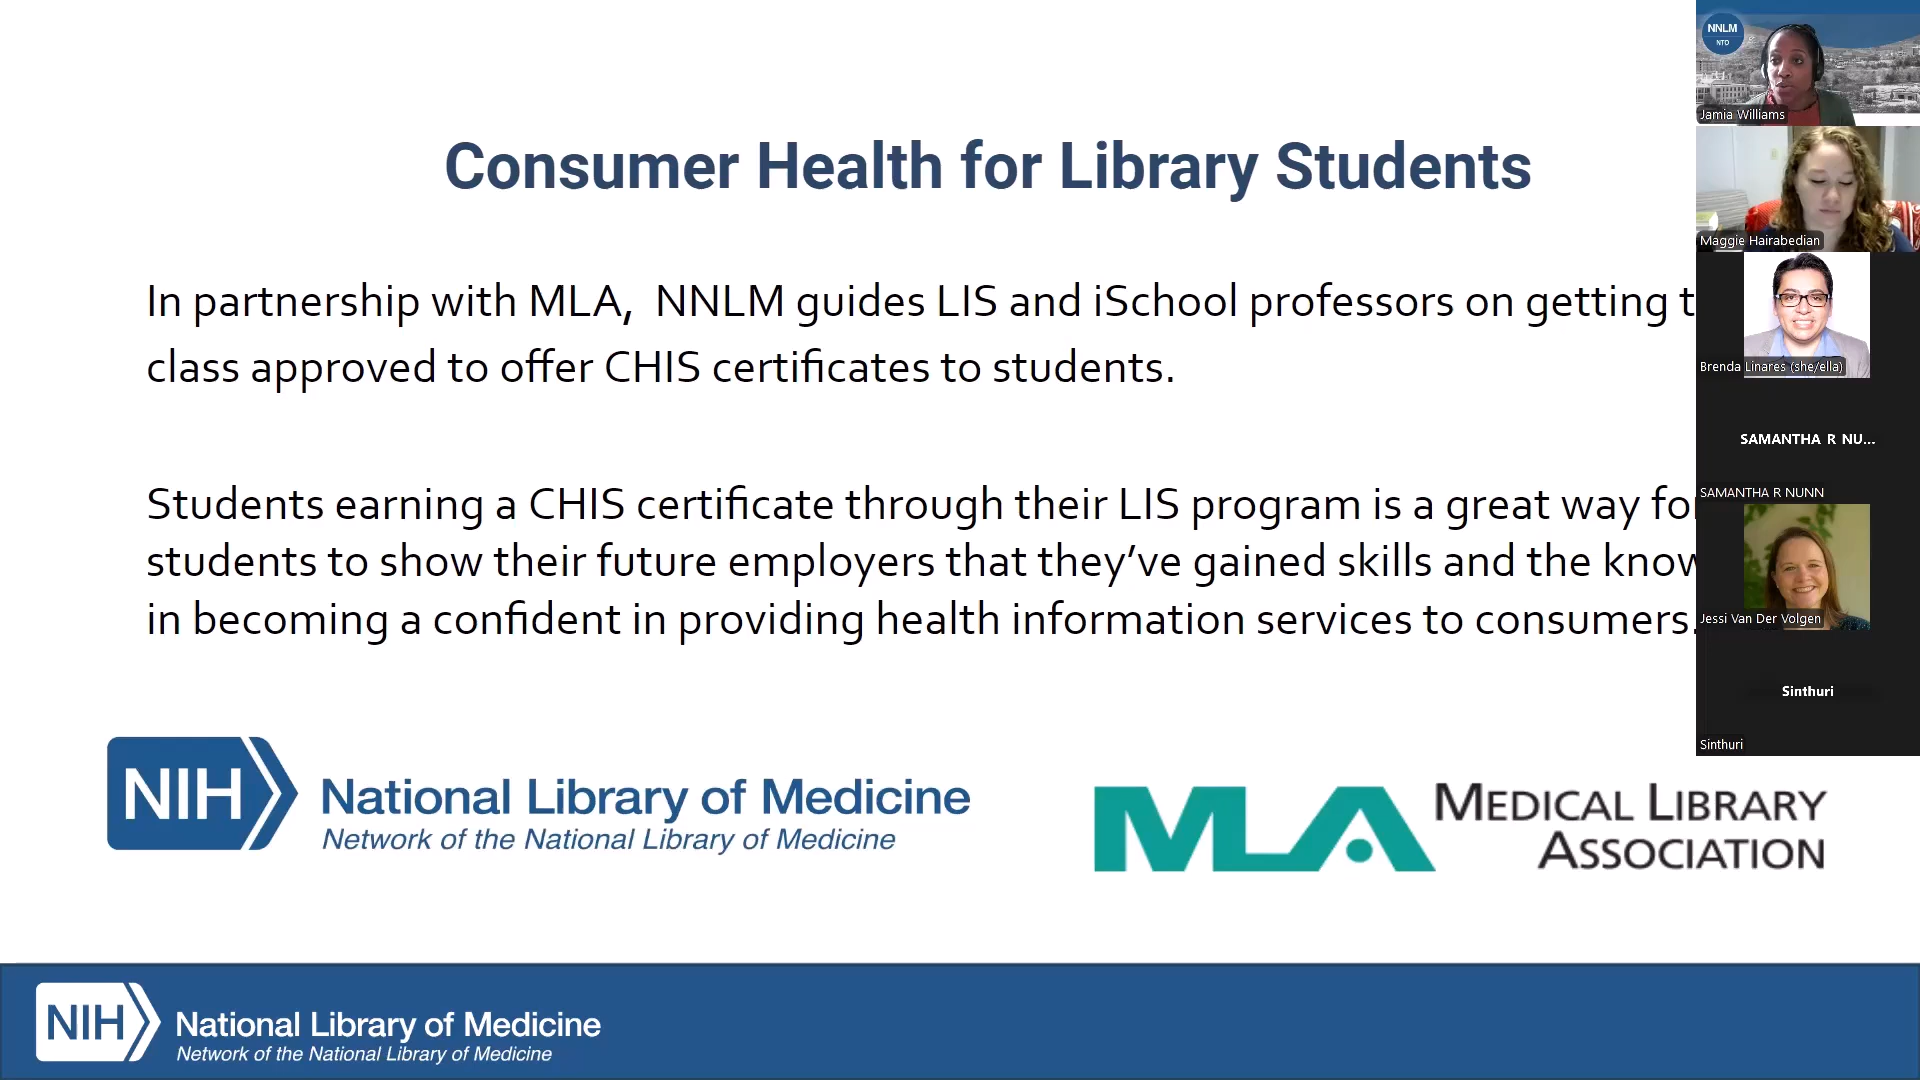 Consumer Health for Library Students
In partnership with MLA, NNLM guides LIS and iSchool professors on getting t
class approved to offer CHIS certificates to students.
Students earning a CHIS certificate through their LIS program is a great way for
students to show their future employers that they've gained skills and the know
in becoming a confident in providing health information services to consumers.
NIH
National Library of Medicine
Network of the National Library of Medicine
MLA
MEDICAL LIBRARY
ASSOCIATION
NIH
National Library of Medicine
Network of the National Library of Medicine
NNLM
NTO
Jamia Williams
Maggie Hairabedian
Brenda Linares (she/ella)
SAMANTHA R NU...
SAMANTHA R NUNN
Jessi Van Der Volgen
Sinthuri
Sinthuri